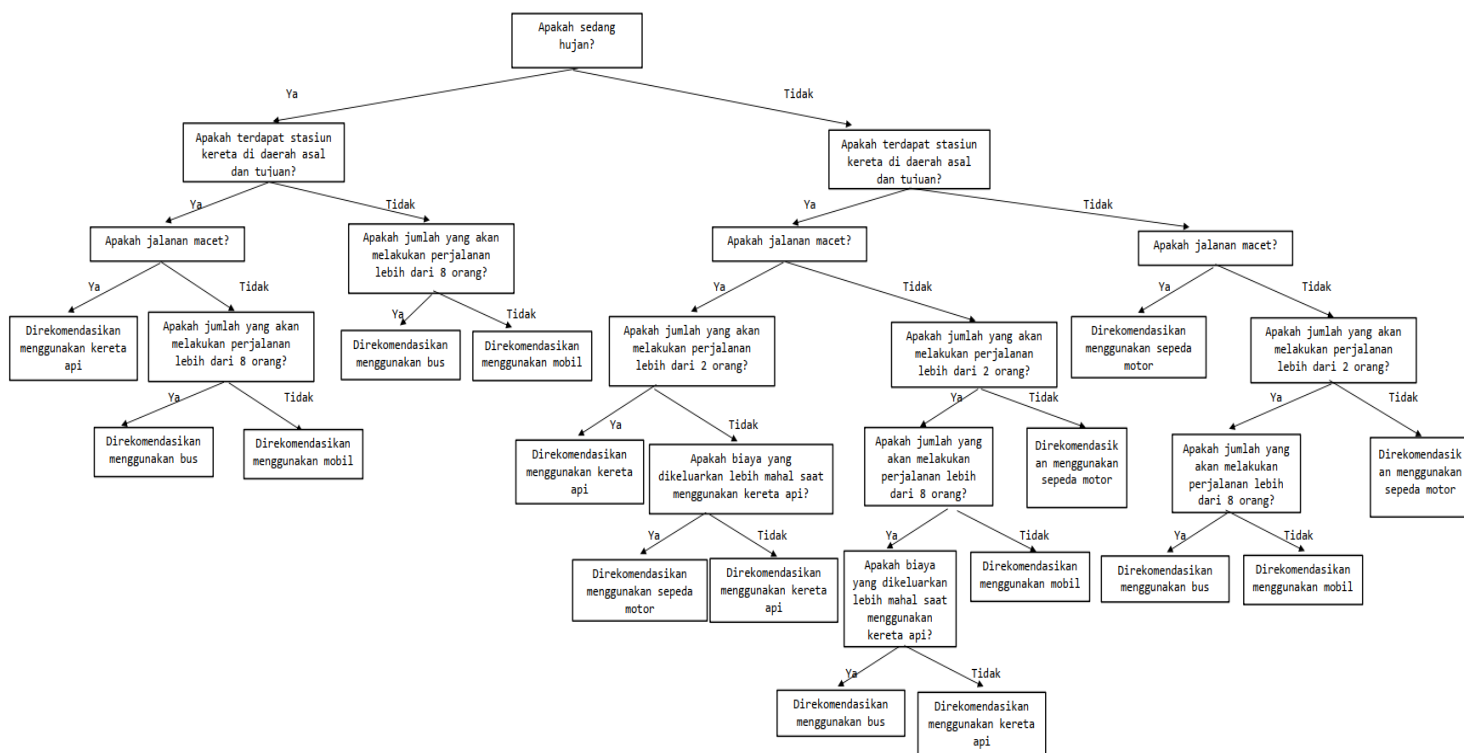 Apakah sedang
hujan?
Ya
Tidak
Apakah terdapat stasiun
kereta di daerah asal
dan tujuan?
Apakah terdapat stasiun
kereta di daerah asal
dan tujuan?
Ya
Tidak
Ya
Tidak
Apakah jalanan macet?
Apakah jumlah yang akan
melakukan perjalanan
lebih dari 8 orang?
Apakah jalanan macet?
Apakah jalanan macet?
Ya
Tidak
Ya
Tidak
Ya
Tidak
Ya
Tidak
Direkomendasikan
menggunakan kereta
api
Apakah jumlah yang akan
melakukan perjalanan
lebih dari 8 orang?
Direkomendasikan
menggunakan bus
Direkomendasikan
menggunakan mobil
Apakah jumlah yang akan
melakukan perjalanan
lebih dari 2 orang?
Apakah jumlah yang akan
melakukan perjalanan
lebih dari 2 orang?
Direkomendasikan
menggunakan sepeda
motor
Apakah jumlah yang akan
melakukan perjalanan
lebih dari 2 orang?
Ya
Tidak
Ya
Tidak
Ya
Tidak
Ya
Tidak
Direkomendasikan
menggunakan bus
Direkomendasikan
menggunakan mobil
Direkomendasikan
menggunakan kereta
api
Apakah biaya yang
dikeluarkan lebih mahal saat
menggunakan kereta api?
Apakah jumlah yang
akan melakukan
perjalanan lebih
dari 8 orang?
Direkomendasik
an menggunakan
sepeda motor
Apakah jumlah yang
akan melakukan
perjalanan lebih
dari 8 orang?
Direkomendasik
an menggunakan
sepeda motor
Ya
Tidak
Ya
Tidak
Ya
Tidak
Direkomendasikan
menggunakan sepeda
motor
Direkomendasikan
menggunakan kereta
api
Apakah biaya
yang dikeluarkan
lebih mahal saat
menggunakan
kereta api?
Direkomendasikan
menggunakan mobil
Direkomendasikan
menggunakan bus
Direkomendasikan
menggunakan mobil
Ya
Tidak
Direkomendasikan
menggunakan bus
Direkomendasikan
menggunakan kereta
api